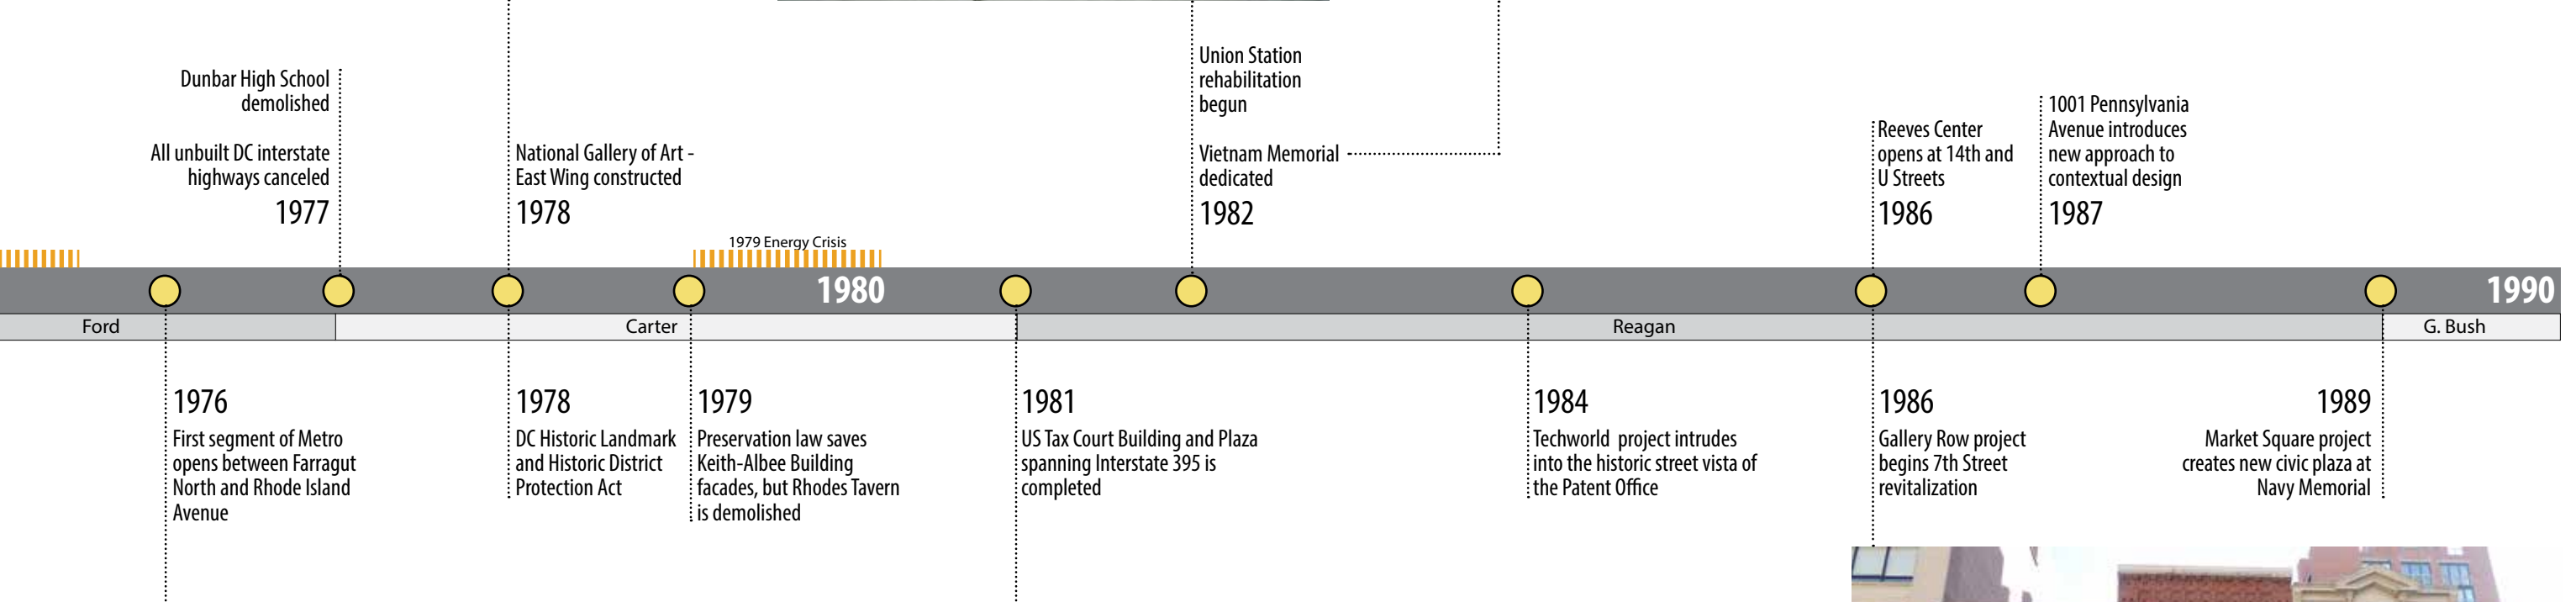 Dunbar High School
demolished
All unbuilt DC interstate
highways canceled
1977
National Gallery of Art -
East Wing constructed
1978
Union Station
rehabilitation
begun
Vietnam Memorial
dedicated
1982
Reeves Center
opens at 14th and
U Streets
1986
1001 Pennsylvania
Avenue introduces
new approach to
contextual design
1987
1979 Energy Crisis
1980
1990
Ford
Carter
Reagan
G. Bush
1976
First segment of Metro
opens between Farragut
North and Rhode Island
Avenue
1978
DC Historic Landmark
and Historic District
Protection Act
1979
Preservation law saves
Keith-Albee Building
facades, but Rhodes Tavern
is demolished
1981
US Tax Court Building and Plaza
spanning Interstate 395 is
completed
1984
Techworld project intrudes
into the historic street vista of
the Patent Office
1986
Gallery Row project
begins 7th Street
revitalization
1989
Market Square project
creates new civic plaza at
Navy Memorial